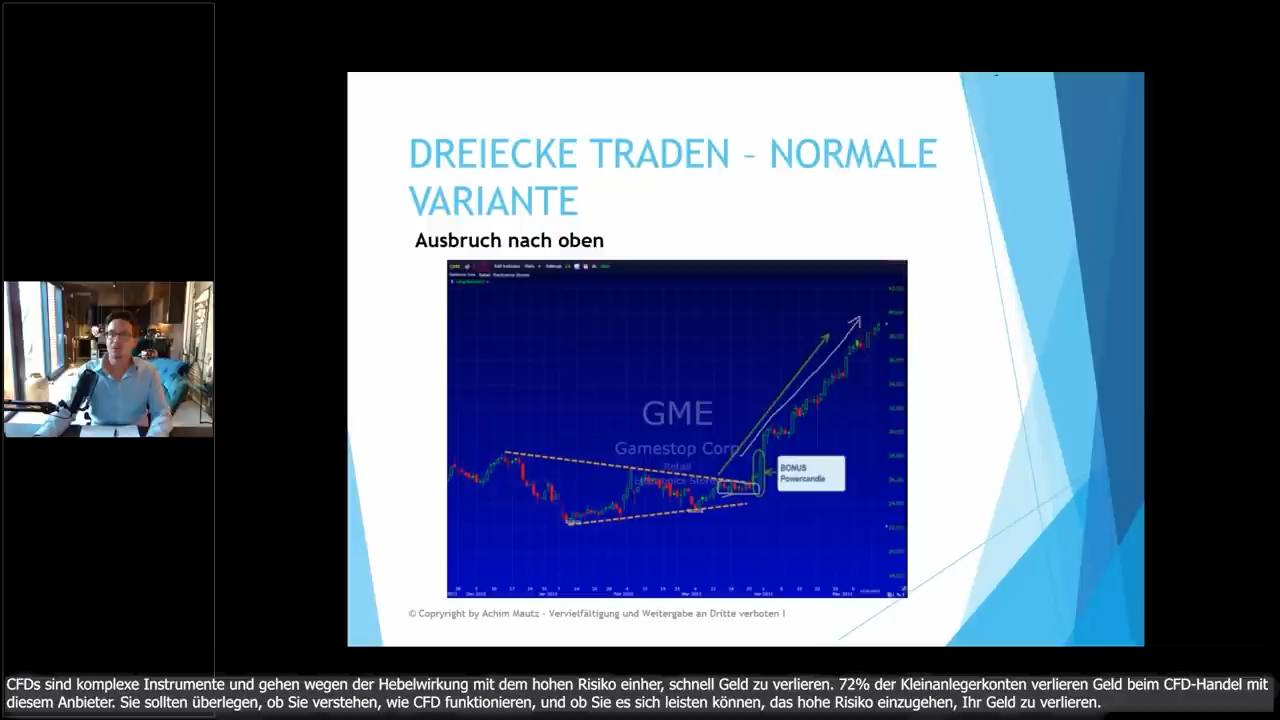 DREIECKE TRADEN – NORMALE
VARIANTE
Ausbruch nach oben
GME
Gamestop Corp
Retail
BONUS
Powercandle
© Copryright by Achim Mautz - Vervielfältigung und Weitergabe an Dritte verboten !
CFDs sind komplexe Instrumente und gehen wegen der Hebelwirkung mit dem hohen Risiko einher, schnell Geld zu verlieren. 72% der Kleinanlegerkonten verlieren Geld beim CFD-Handel mit
diesem Anbieter. Sie sollten überlegen, ob Sie verstehen, wie CFD funktionieren, und ob Sie es sich leisten können, das hohe Risiko einzugehen, Ihr Geld zu verlieren.